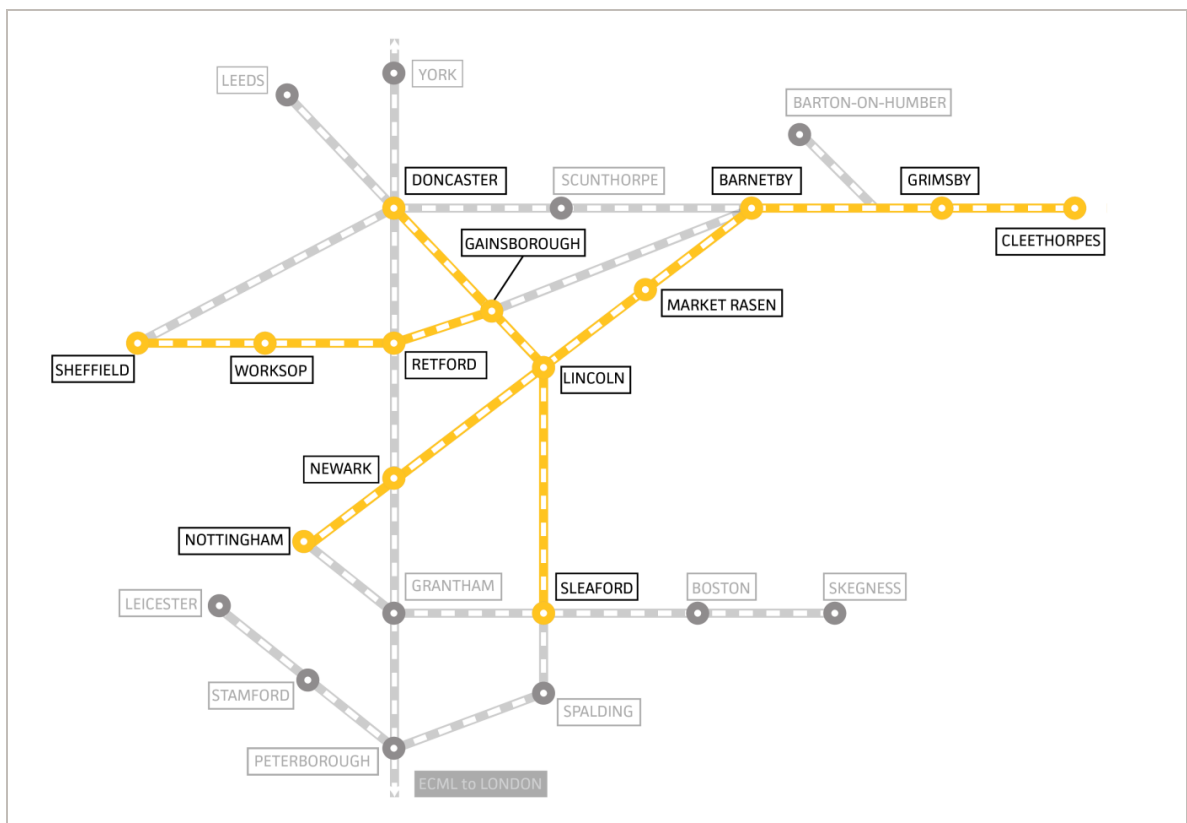 YORK
LEEDS
BARTON-ON-HUMBER
DONCASTER
SCUNTHORPE
BARNETBY
GRIMSBY
GAINSBOROUGH
CLEETHORPES
MARKET RASEN
SHEFFIELD
WORKSOP
RETFORD
LINCOLN
NEWARK
NOTTINGHAM
GRANTHAM
SLEAFORD
BOSTON
SKEGNESS
LEICESTER
STAMFORD
SPALDING
PETERBOROUGH
ECML to LONDON